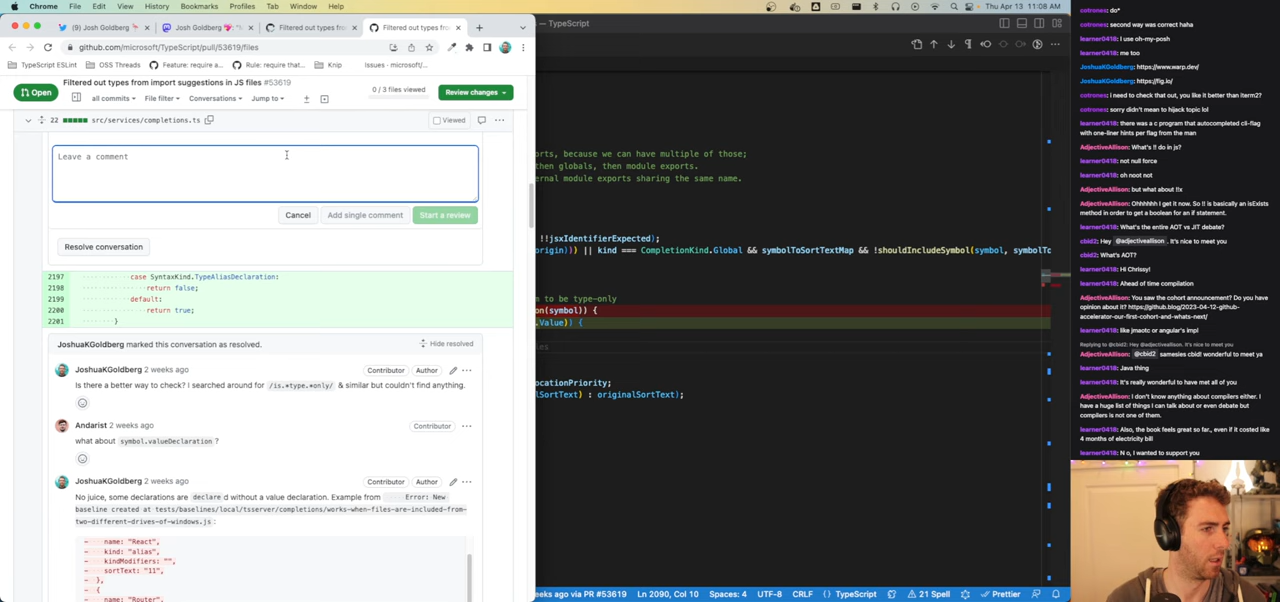 Chrome File Edit View History Bookmarks Profiles Tab Window Help
Thu Apr 13 11:08 AM
(9) Josh Goldberg
Josh Goldberg
Filtered out types from import s
Filtered out types from import s
— TypeScript
github.com/microsoft/TypeScript/pull/53619/files
TypeScript ESLint OSS Threads Feature: require a... Rule: require that... Knip Issues · microsoft/...
Open
Filtered out types from import suggestions in JS files #53619
all commits File filter Conversations Jump to
0 / 3 files viewed
Review changes
22 src/services/completions.ts
Viewed
Leave a comment
Cancel Add single comment Start a review
Resolve conversation
2197 case SyntaxKind.TypeAliasDeclaration:
2198 return false;
2199 default:
2200 return true;
2201 }
JoshuaKGoldberg marked this conversation as resolved.
Hide resolved
JoshuaKGoldberg 2 weeks ago
Contributor Author
Is there a better way to check? I searched around for /is.*type.*only/ & similar but couldn't find anything.
Andarist 2 weeks ago
Contributor
what about symbol.valueDeclaration ?
JoshuaKGoldberg 2 weeks ago
Contributor Author
No juice, some declarations are declare d without a value declaration. Example from Error: New
baseline created at tests/baselines/local/tsserver/completions/works-when-files-are-included-from-
two-different-drives-of-windows.js :
- name: "React",
- kind: "alias",
- kindModifiers: "",
- sortText: "11",
- },
- {
- name: "Router",
orts, because we can have multiple of those;
then globals, then module exports.
ernal module exports sharing the same name.
!!jsxIdentifierExpected);
origin))) || kind === CompletionKind.Global && symbolToSortTextMap && !shouldIncludeSymbol(symbol, symbolTo
n to be type-only
on(symbol)) {
.Value)) {
les
ocationPriority;
lSortText) : originalSortText);
eeks ago via PR #53619 Ln 2090, Col 10 Spaces: 4 UTF-8 CRLF {} TypeScript 21 Spell Prettier
cotrones: do*
cotrones: second way was correct haha
learner0418: I use oh-my-posh
learner0418: me too
JoshuaKGoldberg: https://www.warp.dev/
JoshuaKGoldberg: https://fig.io/
cotrones: I need to check that out, you like it better than iterm2?
cotrones: sorry didn't mean to hijack topic lol
learner0418: there was a c program that autocompleted cli-flag
with one-liner hints per flag from the man
AdjectiveAllison: What's !! do in js?
learner0418: not null force
learner0418: oh noot not
AdjectiveAllison: but what about !!x
AdjectiveAllison: Ohhhhhh I get it now. So !! is basically an isExists
method in order to get a boolean for an if statement.
learner0418: What's the entire AOT vs JIT debate?
cbid2: Hey @adjectiveallison . It's nice to meet you
cbid2: What's AOT?
learner0418: Hi Chrissy!
learner0418: Ahead of time compilation
AdjectiveAllison: You saw the cohort announcement? Do you have
opinion about it? https://github.blog/2023-04-12-github-
accelerator-our-first-cohort-and-whats-next/
learner0418: like jmaotc or angular's impl
Replying to @cbid2: Hey @adjectiveallison. It's nice to meet you
AdjectiveAllison: @cbid2 samesies cbid! wonderful to meet ya
learner0418: Java thing
learner0418: It's really wonderful to have met all of you
AdjectiveAllison: I don't know anything about compilers either. I
have a huge list of things I can talk about or even debate but
compilers is not one of them.
learner0418: Also, the book feels great so far., even if it costed like
4 months of electricity bill
learner0418: N o, I wanted to support you